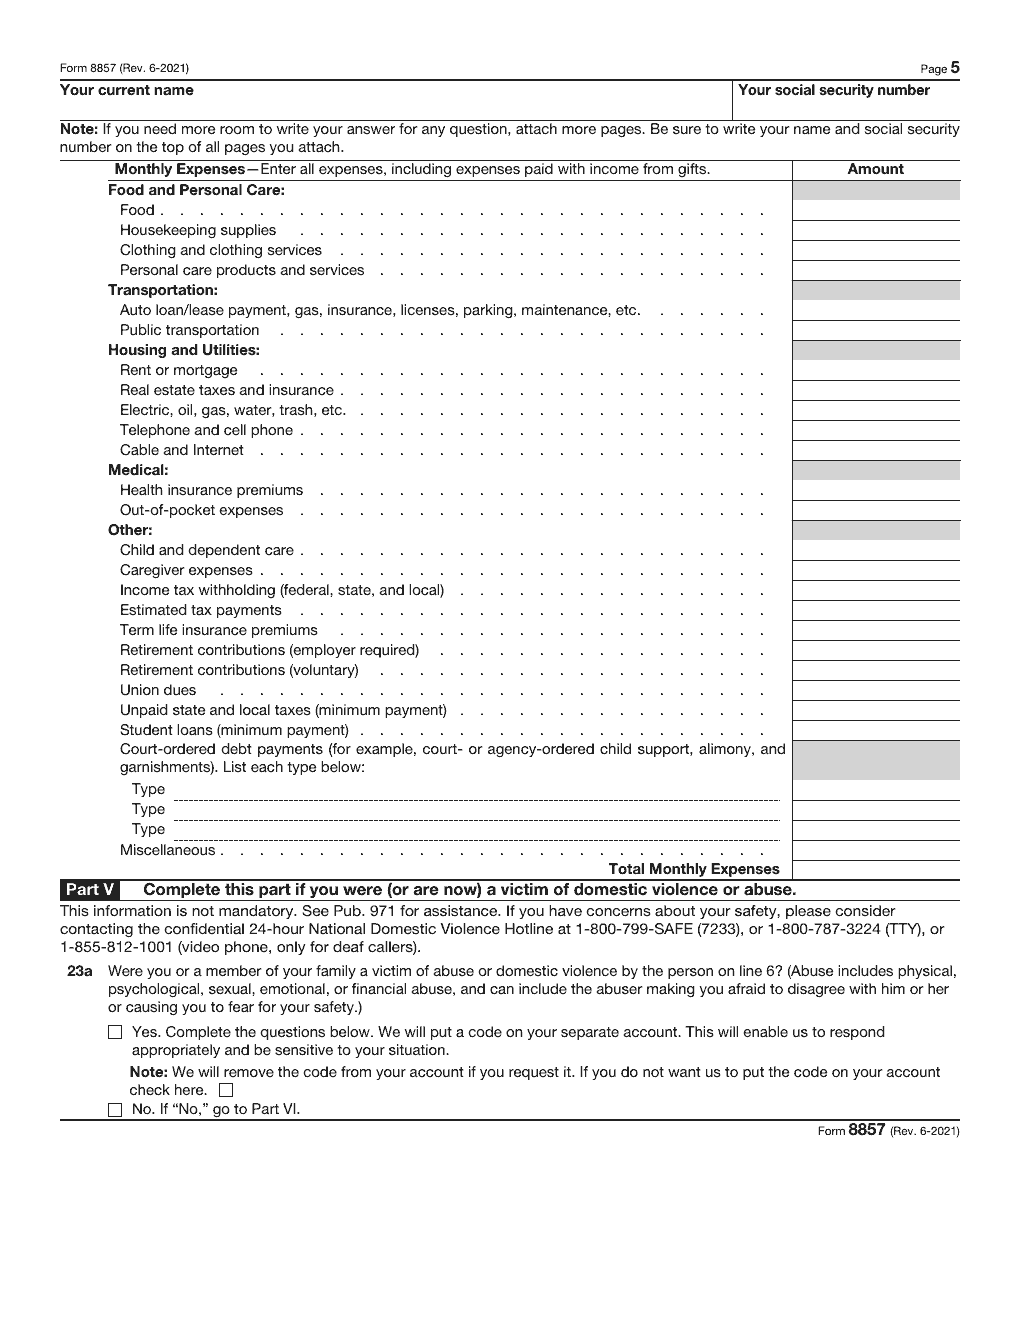 Form 8857 (Rev. 6-2021) Page 5
Your current name Your social security number
Note: If you need more room to write your answer for any question, attach more pages. Be sure to write your name and social security
number on the top of all pages you attach.
Monthly Expenses—Enter all expenses, including expenses paid with income from gifts. Amount
Food and Personal Care:
Food . . . . . . . . . . . . . . . . . . . . . . . . . . . . . . .
Housekeeping supplies . . . . . . . . . . . . . . . . . . . . . . . .
Clothing and clothing services . . . . . . . . . . . . . . . . . . . . . .
Personal care products and services . . . . . . . . . . . . . . . . . . . .
Transportation:
Auto loan/lease payment, gas, insurance, licenses, parking, maintenance, etc. . . . . . .
Public transportation . . . . . . . . . . . . . . . . . . . . . . . . .
Housing and Utilities:
Rent or mortgage . . . . . . . . . . . . . . . . . . . . . . . . . .
Real estate taxes and insurance . . . . . . . . . . . . . . . . . . . . . .
Electric, oil, gas, water, trash, etc. . . . . . . . . . . . . . . . . . . . . .
Telephone and cell phone . . . . . . . . . . . . . . . . . . . . . . . .
Cable and Internet . . . . . . . . . . . . . . . . . . . . . . . . . .
Medical:
Health insurance premiums . . . . . . . . . . . . . . . . . . . . . . .
Out-of-pocket expenses . . . . . . . . . . . . . . . . . . . . . . . .
Other:
Child and dependent care . . . . . . . . . . . . . . . . . . . . . . . .
Caregiver expenses . . . . . . . . . . . . . . . . . . . . . . . . . .
Income tax withholding (federal, state, and local) . . . . . . . . . . . . . . . .
Estimated tax payments . . . . . . . . . . . . . . . . . . . . . . . .
Term life insurance premiums . . . . . . . . . . . . . . . . . . . . . .
Retirement contributions (employer required) . . . . . . . . . . . . . . . . .
Retirement contributions (voluntary) . . . . . . . . . . . . . . . . . . . .
Union dues . . . . . . . . . . . . . . . . . . . . . . . . . . . .
Unpaid state and local taxes (minimum payment) . . . . . . . . . . . . . . . .
Student loans (minimum payment) . . . . . . . . . . . . . . . . . . . . .
Court-ordered debt payments (for example, court- or agency-ordered child support, alimony, and
garnishments). List each type below:
Type
Type
Type
Miscellaneous . . . . . . . . . . . . . . . . . . . . . . . . . . . .
Total Monthly Expenses
Part V Complete this part if you were (or are now) a victim of domestic violence or abuse.
This information is not mandatory. See Pub. 971 for assistance. If you have concerns about your safety, please consider
contacting the confidential 24-hour National Domestic Violence Hotline at 1-800-799-SAFE (7233), or 1-800-787-3224 (TTY), or
1-855-812-1001 (video phone, only for deaf callers).
23a Were you or a member of your family a victim of abuse or domestic violence by the person on line 6? (Abuse includes physical,
psychological, sexual, emotional, or financial abuse, and can include the abuser making you afraid to disagree with him or her
or causing you to fear for your safety.)
Yes. Complete the questions below. We will put a code on your separate account. This will enable us to respond
appropriately and be sensitive to your situation.
Note: We will remove the code from your account if you request it. If you do not want us to put the code on your account
check here.
No. If “No,” go to Part VI.
Form 8857 (Rev. 6-2021)